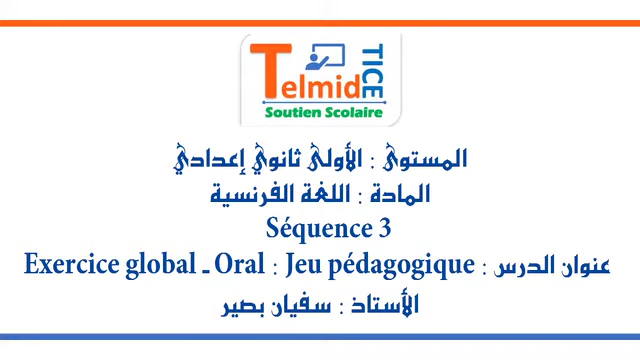 Telmid TICE
Soutien Scolaire
المستوى : الأولى ثانوي إعدادي
المادة : اللغة الفرنسية
Séquence 3
عنوان الدرس : Exercice global - Oral : Jeu pédagogique
الأستاذ : سفيان بصير